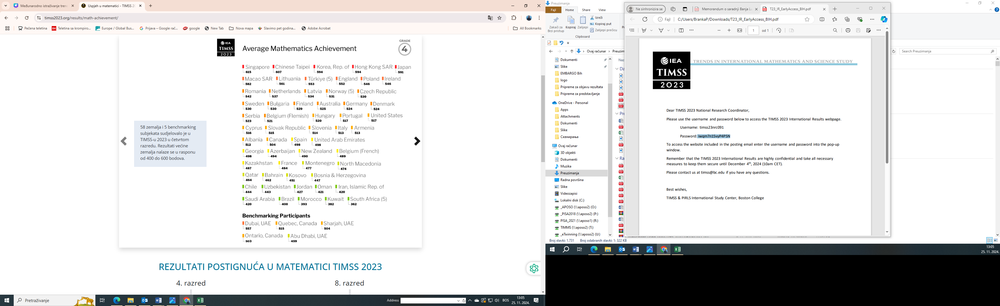 Međunarodno istraživanje tren
Uspjeh u matematici - TIMSS 20
timss2023.org/results/math-achievement/
Pečena teletina
Teletina sa krompiro...
Europe / Global Bus...
Prijava – Google rač...
google
New Tab
Nova mapa
Slavimo pet godina...
Adobe Acrobat
All Bookmarks
IEA
TIMSS
2023
Average Mathematics Achievement
GRADE
4
Singapore Chinese Taipei Korea, Rep. of Hong Kong SAR Japan
615 607 594 594 591
Macao SAR Lithuania Türkiye (5) England Poland Ireland
582 561 553 552 546 546
Romania Netherlands Latvia Norway (5) Czech Republic
542 537 534 531 530
Sweden Bulgaria Finland Australia Germany Denmark
530 530 529 525 524 524
Serbia Belgium (Flemish) Hungary Portugal United States
523 521 520 517 517
Cyprus Slovak Republic Slovenia Italy Armenia
516 515 514 513 513
Albania Canada Spain United Arab Emirates
512 504 498 498
Georgia Azerbaijan New Zealand Belgium (French)
498 494 490 489
Kazakhstan France Montenegro North Macedonia
487 484 477 474
Qatar Bahrain Kosovo Bosnia & Herzegovina
464 462 451 447
Chile Uzbekistan Jordan Oman Iran, Islamic Rep. of
444 443 427 421 420
Saudi Arabia Brazil Morocco Kuwait South Africa (5)
420 400 393 382 362
Benchmarking Participants
Dubai, UAE Quebec, Canada Sharjah, UAE
557 515 504
Ontario, Canada Abu Dhabi, UAE
503 459
58 zemalja i 5 benchmarking
subjekata sudjelovalo je u
TIMSS-u 2023 u četvrtom
razredu. Rezultati većine
zemalja nalaze se u rasponu
od 400 do 600 bodova.
REZULTATI POSTIGNUĆA U MATEMATICI TIMSS 2023
4. razred
8. razred
Pretraživanje
Address
BOS
13:05
25. 11. 2024.
Preuzimanja
Fajl
Home
Share
View
Zakači za
Brzi pristup
Kopiraj
Zalijepi
Izreži
Kopiraj put
Zalijepi prečicu
Clipboard
Ovaj računar
Preuzim
Search Preuzimanja
Naz
Da
Pre
Ra
Dokumenti
Slike
EMBARGO Bih
logo
Pripreme za objavu rezultata
Pripreme za predstavljanje
OneDrive - Personal
Apps
Attachments
Dokumenti
Slike
Скенирања
Ovaj računar
3D objekti
Dokumenti
Muzika
Preuzimanja
Radna površina
Slike
Videozapisi
Lokalni disk (C:)
_APOSO (\\aposo2) (O:)
_PISA2018 (\\aposo2) (P:)
PISA_2021 (\\aposo1) (R:)
TIMMS (\\aposo2) (T:)
_eTwinning (\\aposo2) (U:)
Broj stavki: 1.731
Broj odabranih stavki: 1: 322 KB
Ne sinhronizira se
Memorandum o saradnji Banja Lu
T23_IR_EarlyAccess_BIH.pdf
Fajl
C:/Users/BrankaP/Downloads/T23_IR_EarlyAccess_BIH.pdf
1
od 1
IEA
TIMSS
2023
TRENDS IN INTERNATIONAL MATHEMATICS AND SCIENCE STUDY
Dear TIMSS 2023 National Research Coordinator,
Please use the username and password below to access the TIMSS 2023 International Results webpage.
Username: timss23nrc091
Password: iwqm7n15vyP4P5N
To access the website included in the posting email enter the username and password into the pop-up
window.
Remember that the TIMSS 2023 International Results are highly confidential and take all necessary
measures to keep them secure until December 4th, 2024 (10am CET).
Please contact us at timss@bc.edu if you have any questions.
Best wishes,
TIMSS & PIRLS International Study Center, Boston College
13:05
25. 11. 2024.